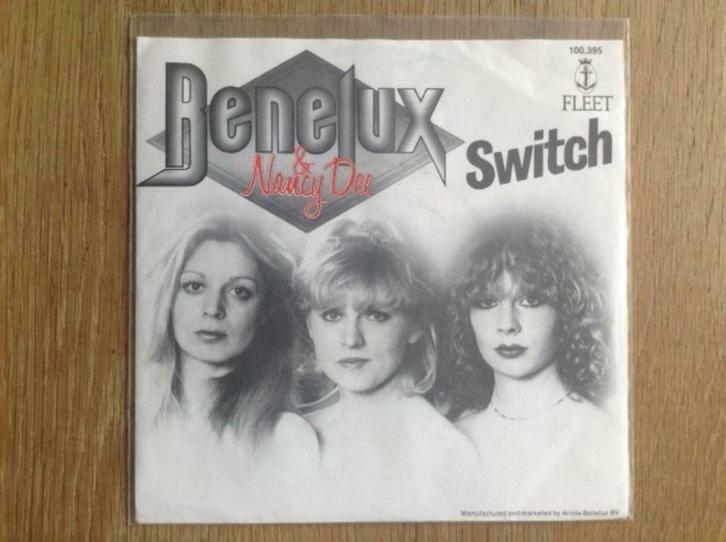 100.395
FLEET
Benelux
& Nancy Dee
Switch
Manufactured and marketed by Ariola Benelux BV